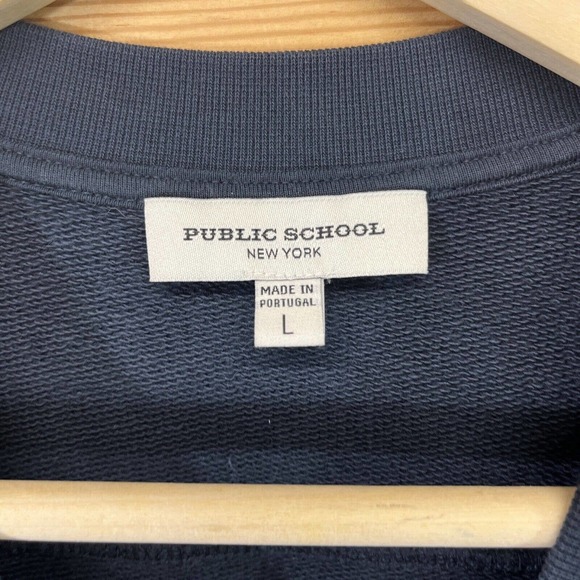 PUBLIC SCHOOL
NEW YORK
MADE IN
PORTUGAL
L